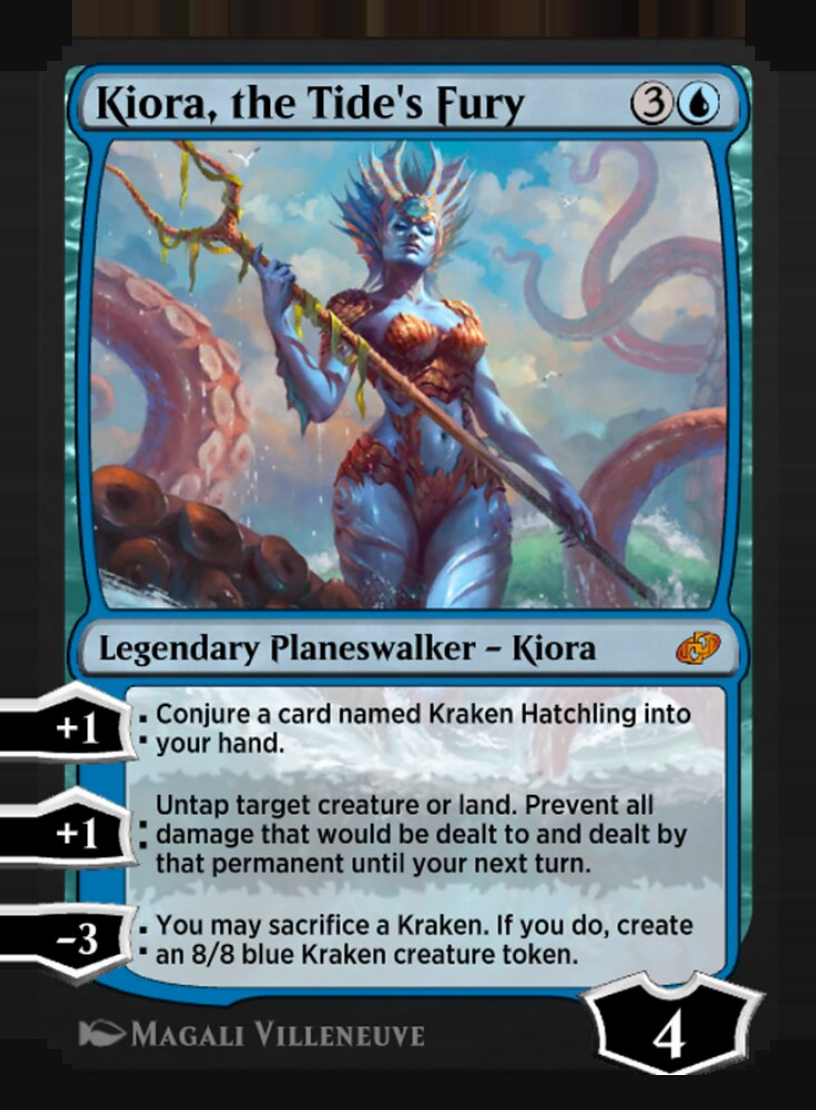 Kiora, the Tide's Fury 3
Legendary Planeswalker – Kiora
+1: Conjure a card named Kraken Hatchling into
your hand.
+1: Untap target creature or land. Prevent all
damage that would be dealt to and dealt by
that permanent until your next turn.
−3: You may sacrifice a Kraken. If you do, create
an 8/8 blue Kraken creature token.
Magali Villeneuve
4